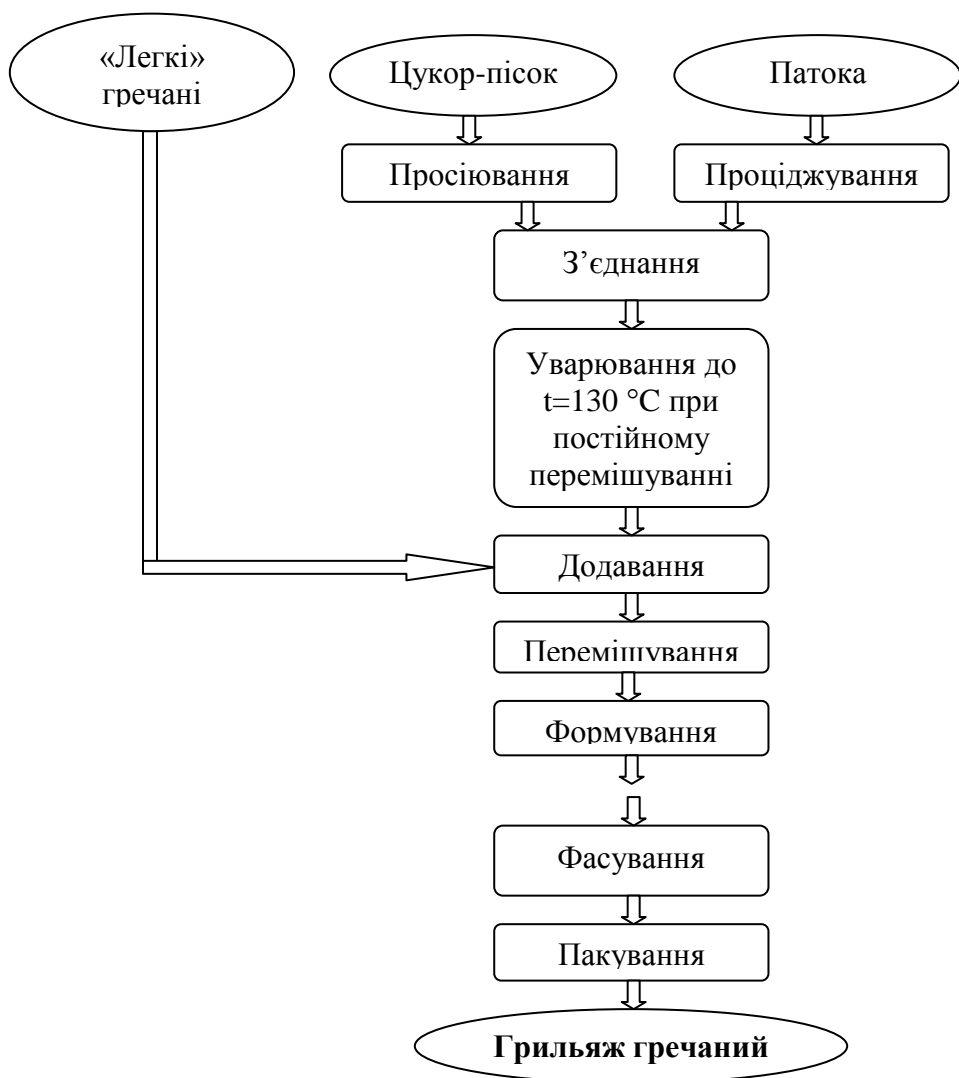 «Легкі»
гречані
Цукор-пісок
Патока
Просіювання
Проціджування
З’єднання
Уварювання до
t=130 °С при
постійному
перемішуванні
Додавання
Перемішування
Формування
Фасування
Пакування
Грильяж гречаний